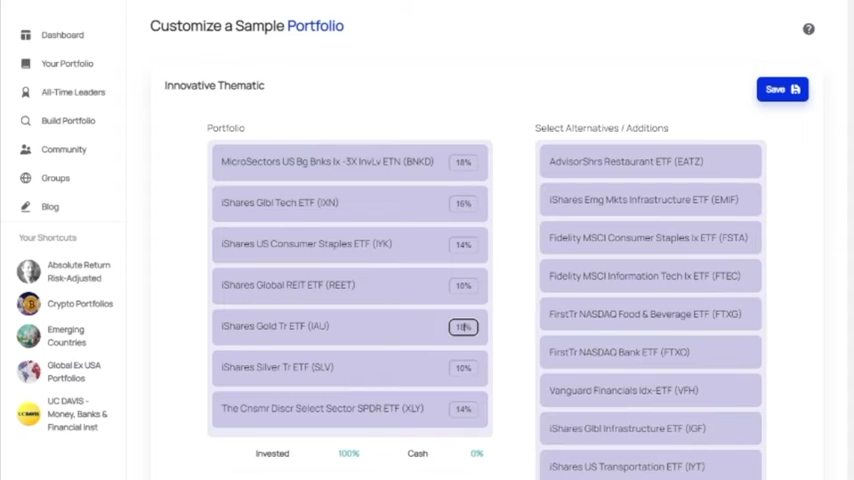 Customize a Sample Portfolio
Dashboard
Your Portfolio
All-Time Leaders
Build Portfolio
Community
Groups
Blog
Your Shortcuts
Absolute Return
Risk-Adjusted
Crypto Portfolios
Emerging
Countries
Global Ex USA
Portfolios
UC DAVIS -
Money, Banks &
Financial Inst
Innovative Thematic
Save
Portfolio
MicroSectors US Bg Bnks Ix -3X InvLv ETN (BNKD) 18%
iShares Glbl Tech ETF (IXN) 16%
iShares US Consumer Staples ETF (IYK) 14%
iShares Global REIT ETF (REET) 10%
iShares Gold Tr ETF (IAU) 18%
iShares Silver Tr ETF (SLV) 10%
The Cnsmr Discr Select Sector SPDR ETF (XLY) 14%
Invested 100% Cash 0%
Select Alternatives / Additions
AdvisorShrs Restaurant ETF (EATZ)
iShares Emg Mkts Infrastructure ETF (EMIF)
Fidelity MSCI Consumer Staples Ix ETF (FSTA)
Fidelity MSCI Information Tech Ix ETF (FTEC)
FirstTr NASDAQ Food & Beverage ETF (FTXG)
FirstTr NASDAQ Bank ETF (FTXO)
Vanguard Financials Idx-ETF (VFH)
iShares Glbl Infrastructure ETF (IGF)
iShares US Transportation ETF (IYT)